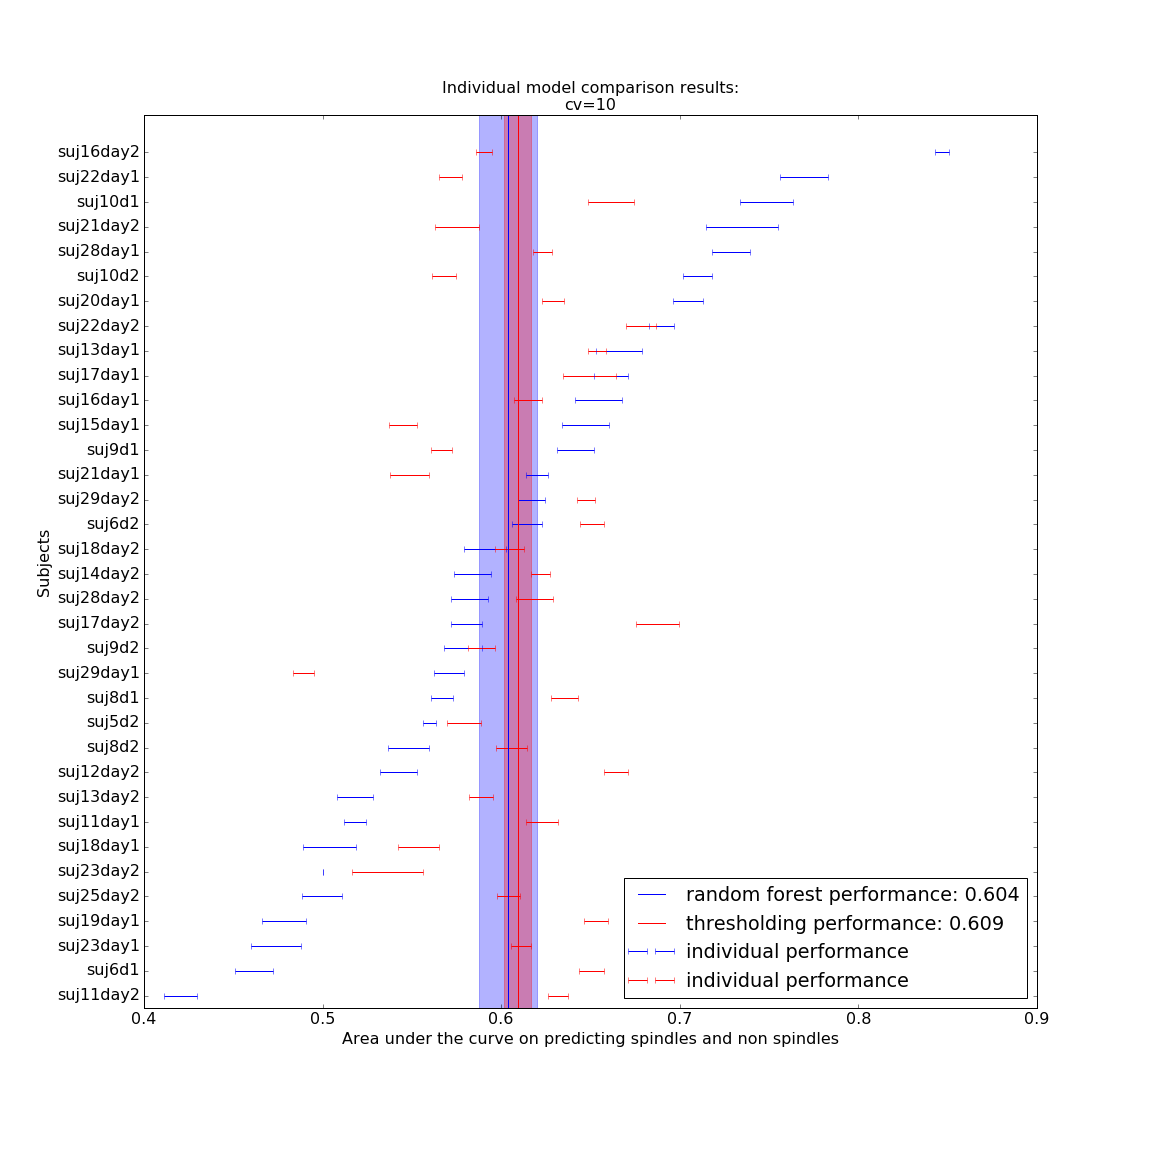 Individual model comparison results:
cv=10
suj16day2
suj22day1
suj10d1
suj21day2
suj28day1
suj10d2
suj20day1
suj22day2
suj13day1
suj17day1
suj16day1
suj15day1
suj9d1
suj21day1
suj29day2
suj6d2
suj18day2
suj14day2
suj28day2
suj17day2
suj9d2
suj29day1
suj8d1
suj5d2
suj8d2
suj12day2
suj13day2
suj11day1
suj18day1
suj23day2
suj25day2
suj19day1
suj23day1
suj6d1
suj11day2
Subjects
random forest performance: 0.604
thresholding performance: 0.609
individual performance
individual performance
0.4 0.5 0.6 0.7 0.8 0.9
Area under the curve on predicting spindles and non spindles